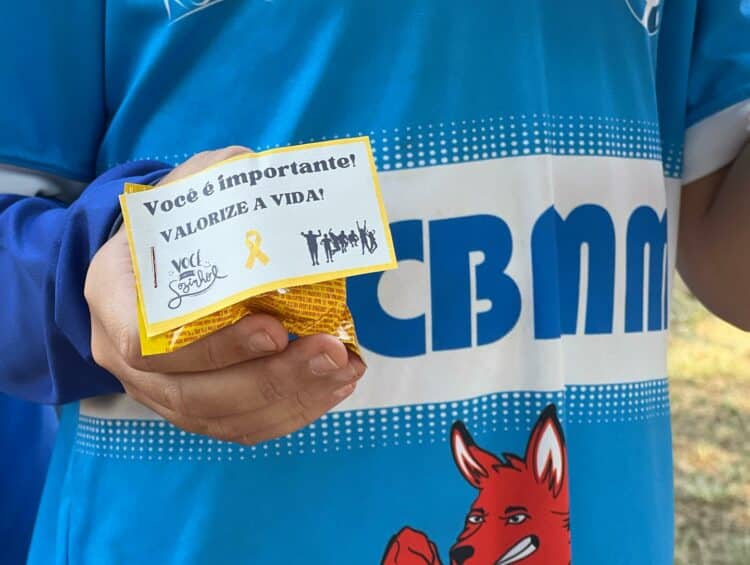 Você é importante!
VALORIZE A VIDA!
VOCÊ
Sozinho
CBMM